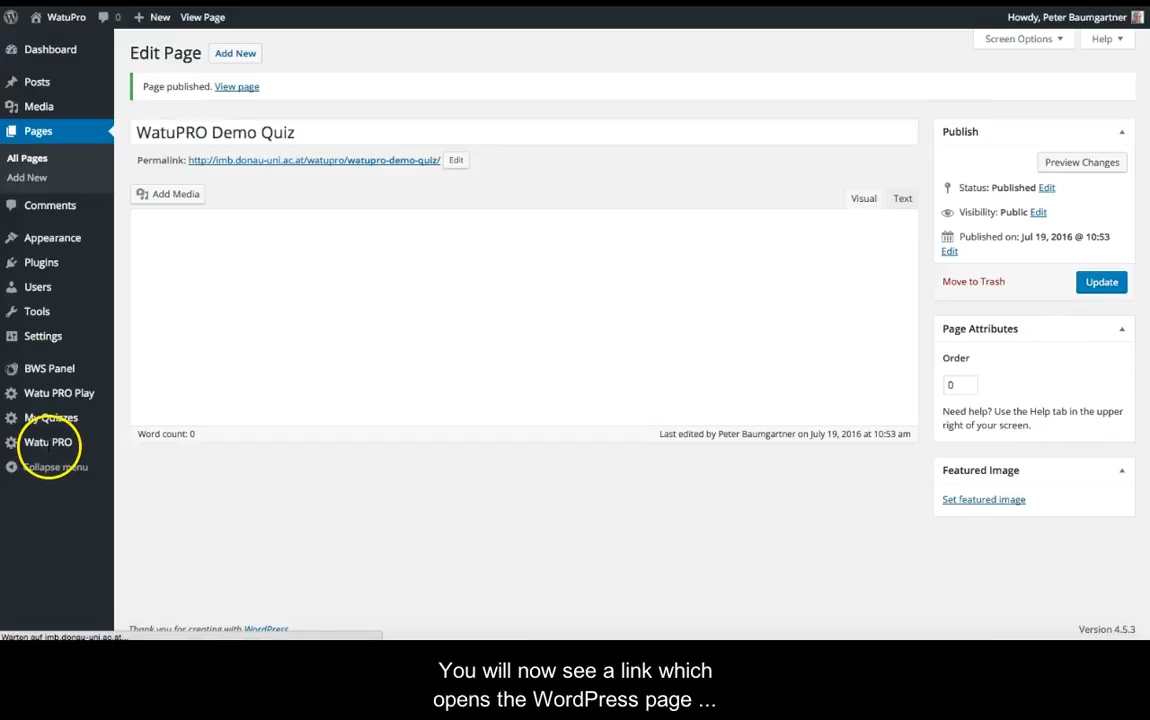 WatuPro 0 New View Page Howdy, Peter Baumgartner
Screen Options Help
Dashboard
Posts
Media
Pages
All Pages
Add New
Comments
Appearance
Plugins
Users
Tools
Settings
BWS Panel
Watu PRO Play
My Quizzes
Watu PRO
Collapse menu
Edit Page Add New
Page published. View page
WatuPRO Demo Quiz
Permalink: http://imb.donau-uni.ac.at/watupro/watupro-demo-quiz/ Edit
Add Media
Visual Text
Word count: 0 Last edited by Peter Baumgartner on July 19, 2016 at 10:53 am
Publish
Preview Changes
Status: Published Edit
Visibility: Public Edit
Published on: Jul 19, 2016 @ 10:53
Edit
Move to Trash Update
Page Attributes
Order
0
Need help? Use the Help tab in the upper
right of your screen.
Featured Image
Set featured image
Thank you for creating with WordPress
Version 4.5.3
Warten auf imb.donau-uni.ac.at...
You will now see a link which
opens the WordPress page ...